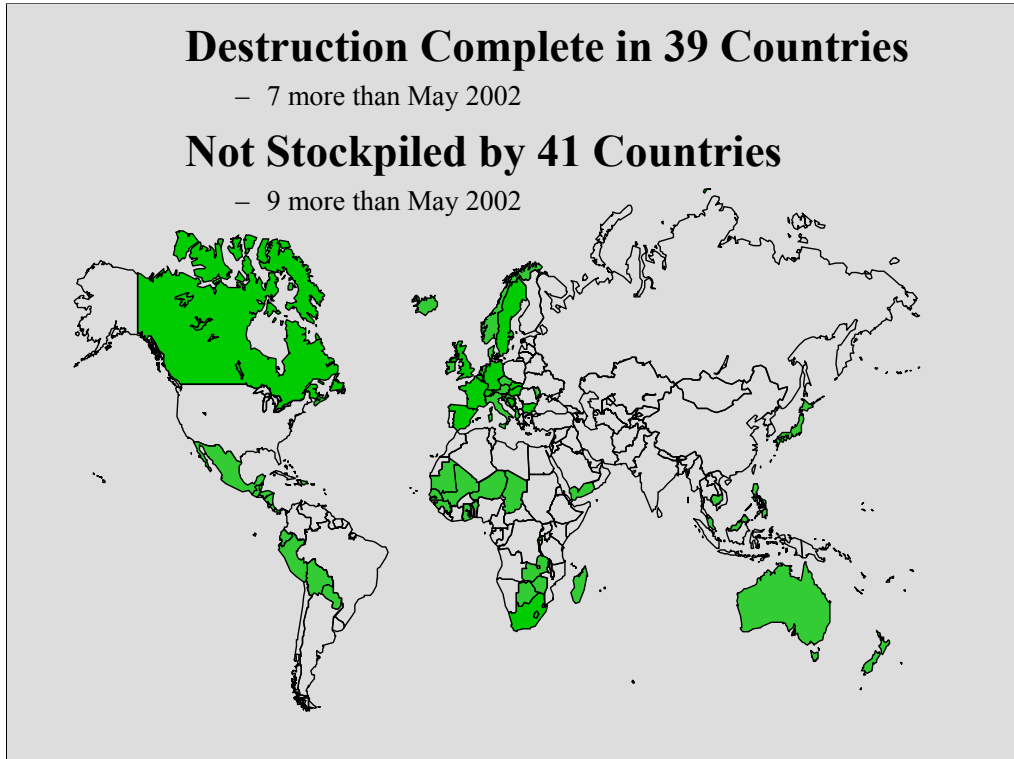 Destruction Complete in 39 Countries
– 7 more than May 2002
Not Stockpiled by 41 Countries
– 9 more than May 2002